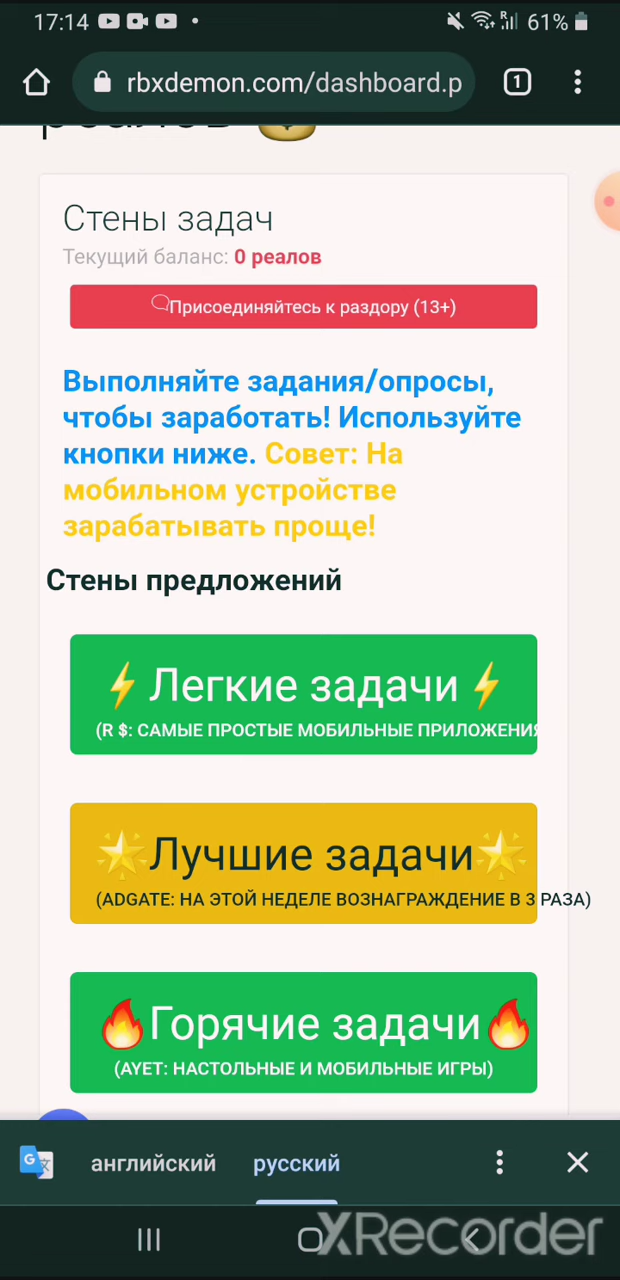 17:14
61%
rbxdemon.com/dashboard.p
1
реалов
Стены задач
Текущий баланс: 0 реалов
Присоединяйтесь к раздору (13+)
Выполняйте задания/опросы,
чтобы заработать! Используйте
кнопки ниже. Совет: На
мобильном устройстве
зарабатывать проще!
Стены предложений
Легкие задачи
(R $: САМЫЕ ПРОСТЫЕ МОБИЛЬНЫЕ ПРИЛОЖЕНИЯ
Лучшие задачи
(ADGATE: НА ЭТОЙ НЕДЕЛЕ ВОЗНАГРАЖДЕНИЕ В 3 РАЗА)
Горячие задачи
(AYET: НАСТОЛЬНЫЕ И МОБИЛЬНЫЕ ИГРЫ)
английский русский
XRecorder